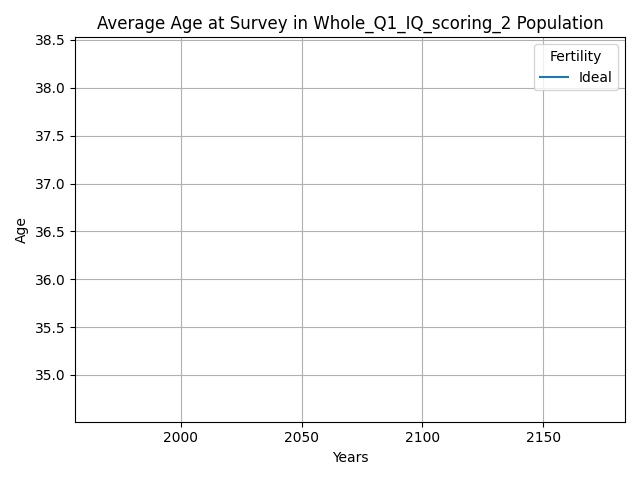 Average Age at Survey in Whole_Q1_IQ_scoring_2 Population
38.5
38.0
37.5
37.0
36.5
36.0
35.5
35.0
Age
Fertility
Ideal
2000 2050 2100 2150
Years